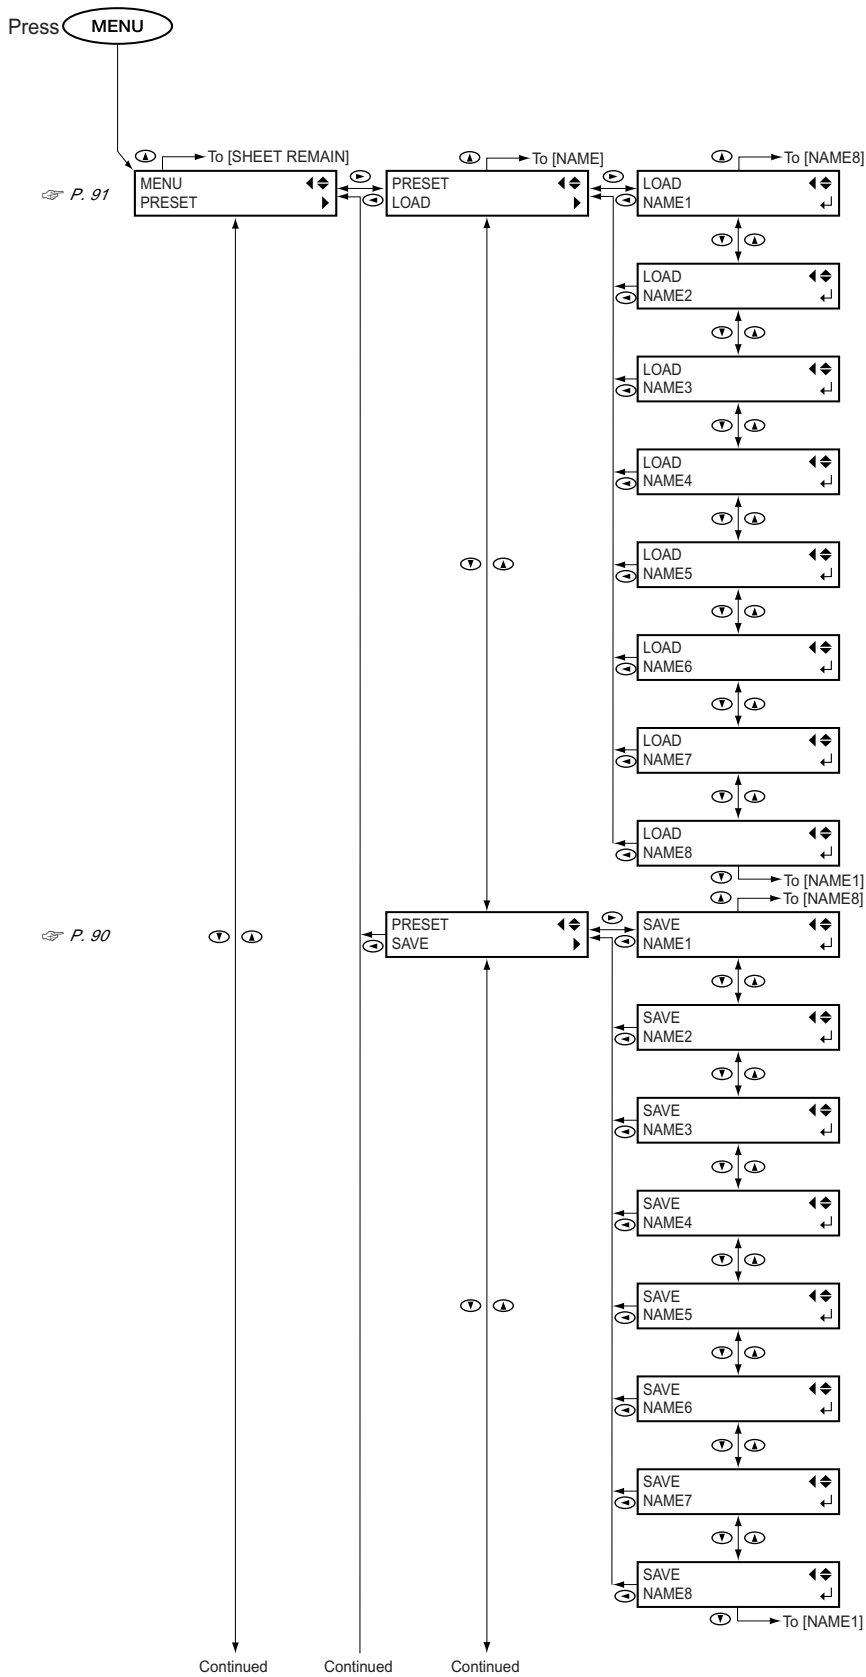 Press MENU
To [SHEET REMAIN]
To [NAME]
To [NAME8]
☞ P. 91
MENU
PRESET
PRESET
LOAD
LOAD
NAME1
LOAD
NAME2
LOAD
NAME3
LOAD
NAME4
LOAD
NAME5
LOAD
NAME6
LOAD
NAME7
LOAD
NAME8
To [NAME1]
To [NAME8]
☞ P. 90
PRESET
SAVE
SAVE
NAME1
SAVE
NAME2
SAVE
NAME3
SAVE
NAME4
SAVE
NAME5
SAVE
NAME6
SAVE
NAME7
SAVE
NAME8
To [NAME1]
Continued
Continued
Continued